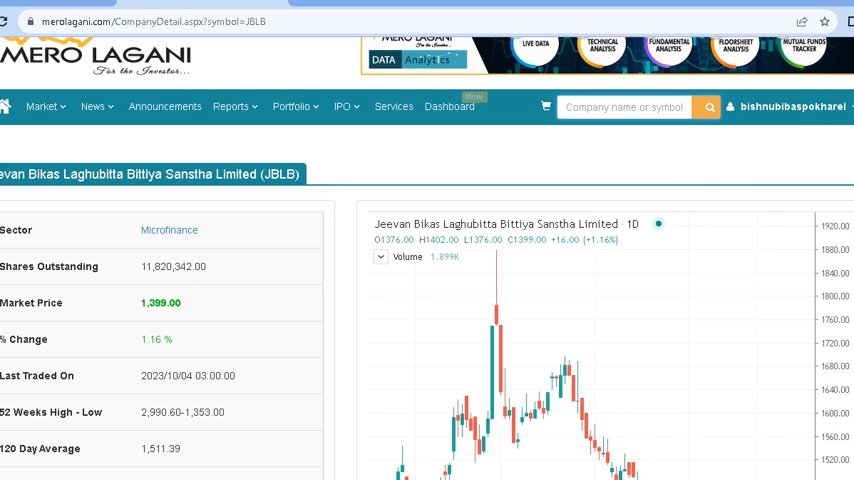 merolagani.com/CompanyDetail.aspx?symbol=JBLB
MERO LAGANI
For the Investor...
MERO LAGANI
For the Investor...
DATA Analytics
LIVE DATA
TECHNICAL ANALYSIS
FUNDAMENTAL ANALYSIS
FLOORSHEET ANALYSIS
MUTUAL FUNDS TRACKER
Market News Announcements Reports Portfolio IPO Services Dashboard New Company name or symbol bishnubibaspokharel
evan Bikas Laghubitta Bittiya Sanstha Limited (JBLB)
Sector Microfinance
Shares Outstanding 11,820,342.00
Market Price 1,399.00
% Change 1.16 %
Last Traded On 2023/10/04 03:00:00
52 Weeks High - Low 2,990.60-1,353.00
120 Day Average 1,511.39
Jeevan Bikas Laghubitta Bittiya Sanstha Limited · 1D
O1376.00 H1402.00 L1376.00 C1399.00 +16.00 (+1.16%)
Volume 1.899K
1920.00
1880.00
1840.00
1800.00
1760.00
1720.00
1680.00
1640.00
1600.00
1560.00
1520.00